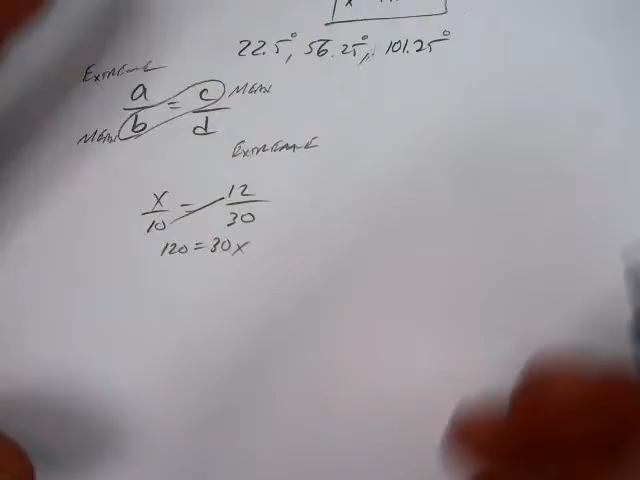 x
22.5°, 56.25°, 101.25°
EXTREME
a/b = c/d
MEAN
MEAN
EXTREME
x/10 = 12/30
120 = 30x